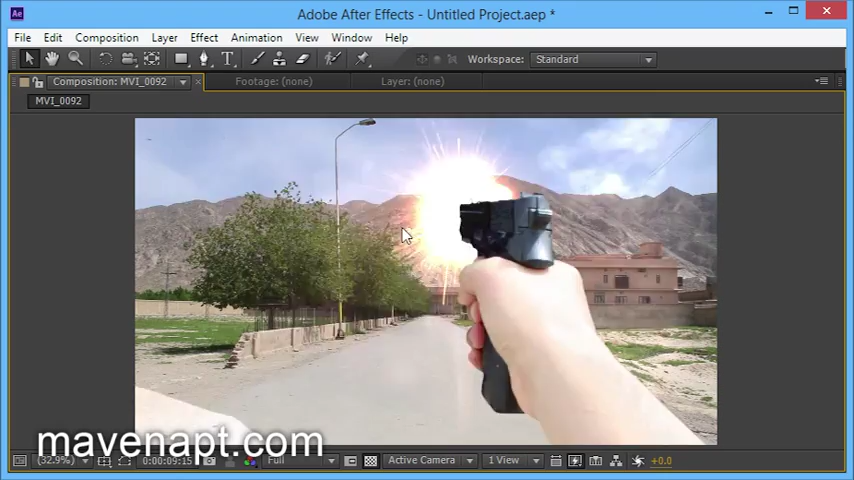 Ae Adobe After Effects - Untitled Project.aep *
File Edit Composition Layer Effect Animation View Window Help
Workspace: Standard
Composition: MVI_0092 Footage: (none) Layer: (none)
MVI_0092
mavenapt.com
(32.9%) 0:00:09:15 Full Active Camera 1 View +0.0